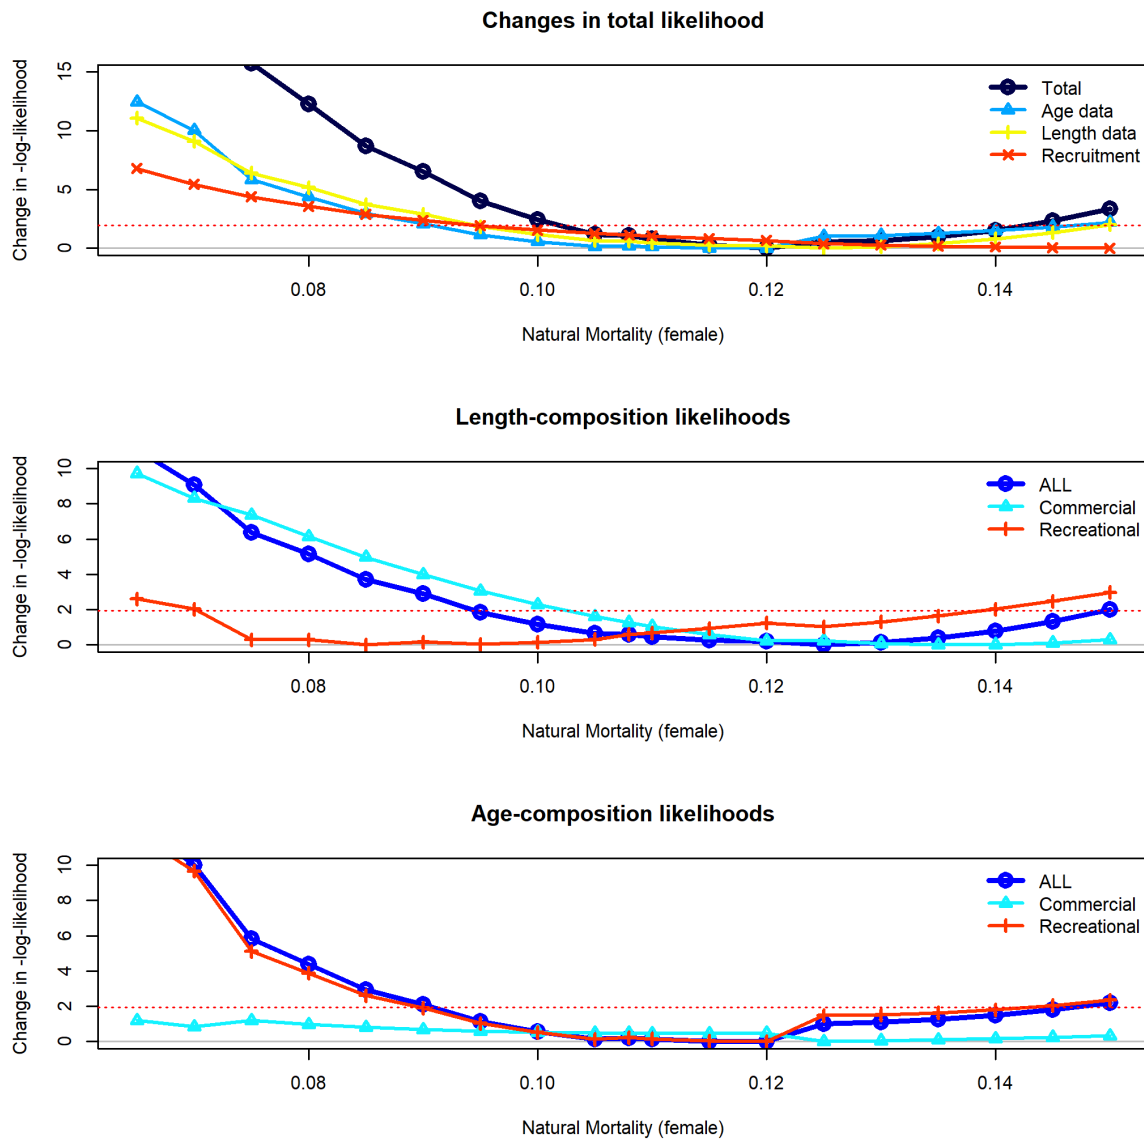 Changes in total likelihood
Change in -log-likelihood
15
10
5
0
Total
Age data
Length data
Recruitment
0.08 0.10 0.12 0.14
Natural Mortality (female)
Length-composition likelihoods
Change in -log-likelihood
10
8
6
4
2
0
ALL
Commercial
Recreational
0.08 0.10 0.12 0.14
Natural Mortality (female)
Age-composition likelihoods
Change in -log-likelihood
10
8
6
4
2
0
ALL
Commercial
Recreational
0.08 0.10 0.12 0.14
Natural Mortality (female)